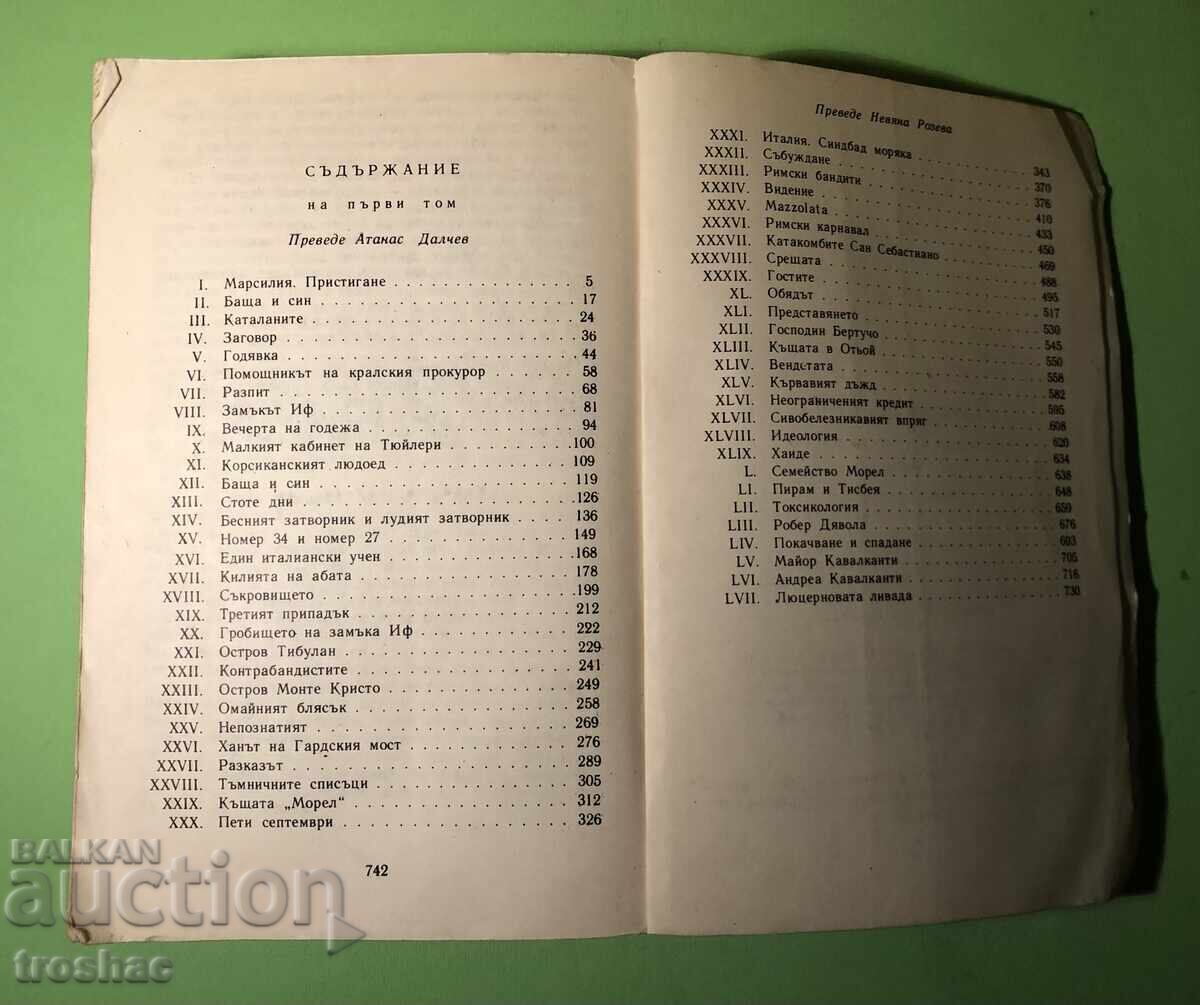 СЪДЪРЖАНИЕ
на първи том
Преведе Атанас Далчев
I. Марсилия. Пристигане . . . . . . . . . . . . . . . 5
II. Баща и син . . . . . . . . . . . . . . . . . . . . . 17
III. Каталаните . . . . . . . . . . . . . . . . . . . . . 24
IV. Заговор . . . . . . . . . . . . . . . . . . . . . . . 36
V. Годявка . . . . . . . . . . . . . . . . . . . . . . . 44
VI. Помощникът на кралския прокурор . . . . . . 58
VII. Разпит . . . . . . . . . . . . . . . . . . . . . . . 68
VIII. Замъкът Иф . . . . . . . . . . . . . . . . . . . . 81
IX. Вечерта на годежа . . . . . . . . . . . . . . . . 94
X. Малкият кабинет на Тюйлери . . . . . . . . . 100
XI. Корсиканският людоед . . . . . . . . . . . . . 109
XII. Баща и син . . . . . . . . . . . . . . . . . . . . 119
XIII. Стоте дни . . . . . . . . . . . . . . . . . . . . . 126
XIV. Бесният затворник и лудият затворник . . . . 136
XV. Номер 34 и номер 27 . . . . . . . . . . . . . . 149
XVI. Един италиански учен . . . . . . . . . . . . . 168
XVII. Килията на абата . . . . . . . . . . . . . . . . 178
XVIII. Съкровището . . . . . . . . . . . . . . . . . . 199
XIX. Третият припадък . . . . . . . . . . . . . . . . 212
XX. Гробището на замъка Иф . . . . . . . . . . . 222
XXI. Остров Тибулан . . . . . . . . . . . . . . . . . 229
XXII. Контрабандистите . . . . . . . . . . . . . . . . 241
XXIII. Остров Монте Кристо . . . . . . . . . . . . . 249
XXIV. Омайният блясък . . . . . . . . . . . . . . . . 258
XXV. Непознатият . . . . . . . . . . . . . . . . . . . 269
XXVI. Ханът на Гардския мост . . . . . . . . . . . . 276
XXVII. Разказът . . . . . . . . . . . . . . . . . . . . . 289
XXVIII. Тъмничните списъци . . . . . . . . . . . . . . 305
XXIX. Къщата „Морел“ . . . . . . . . . . . . . . . . 312
XXX. Пети септември . . . . . . . . . . . . . . . . . 326
742
Преведе Невяна Розева
XXXI. Италия. Синдбад моряка . . . . . . . . . . . 343
XXXII. Събуждане . . . . . . . . . . . . . . . . . . . 370
XXXIII. Римски бандити . . . . . . . . . . . . . . . . 376
XXXIV. Видение . . . . . . . . . . . . . . . . . . . . . 410
XXXV. Mazzolata . . . . . . . . . . . . . . . . . . . . 433
XXXVI. Римски карнавал . . . . . . . . . . . . . . . . 450
XXXVII. Катакомбите Сан Себастиано . . . . . . . . . 469
XXXVIII. Срещата . . . . . . . . . . . . . . . . . . . . . 488
XXXIX. Гостите . . . . . . . . . . . . . . . . . . . . . 495
XL. Обядът . . . . . . . . . . . . . . . . . . . . . 517
XLI. Представянето . . . . . . . . . . . . . . . . . 530
XLII. Господин Бертучо . . . . . . . . . . . . . . . 545
XLIII. Къщата в Отьой . . . . . . . . . . . . . . . . 550
XLIV. Вендетата . . . . . . . . . . . . . . . . . . . . 558
XLV. Кървавият дъжд . . . . . . . . . . . . . . . . 582
XLVI. Неограниченият кредит . . . . . . . . . . . . 595
XLVII. Сивобелезникавият впряг . . . . . . . . . . . 608
XLVIII. Идеология . . . . . . . . . . . . . . . . . . . . 620
XLIX. Хаиде . . . . . . . . . . . . . . . . . . . . . . 634
L. Семейство Морел . . . . . . . . . . . . . . . 638
LI. Пирам и Тисбея . . . . . . . . . . . . . . . . 648
LII. Токсикология . . . . . . . . . . . . . . . . . . 659
LIII. Робер Дявола . . . . . . . . . . . . . . . . . . 676
LIV. Покачване и спадане . . . . . . . . . . . . . 693
LV. Майор Кавалканти . . . . . . . . . . . . . . . 705
LVI. Андреа Кавалканти . . . . . . . . . . . . . . 716
LVII. Люцерновата ливада . . . . . . . . . . . . . . 730
BALKAN
auction
troshac